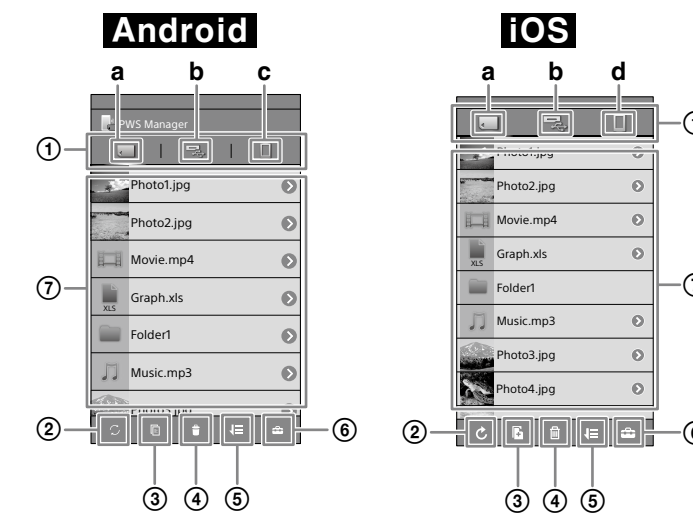 Android
iOS
a b c
a b d
PWS Manager
①
Photo1.jpg
Photo2.jpg
Movie.mp4
XLS Graph.xls
Folder1
Music.mp3
⑦
②
③ ④ ⑤
⑥
Photo2.jpg
Movie.mp4
XLS Graph.xls
Folder1
Music.mp3
Photo3.jpg
Photo4.jpg
②
③ ④ ⑤